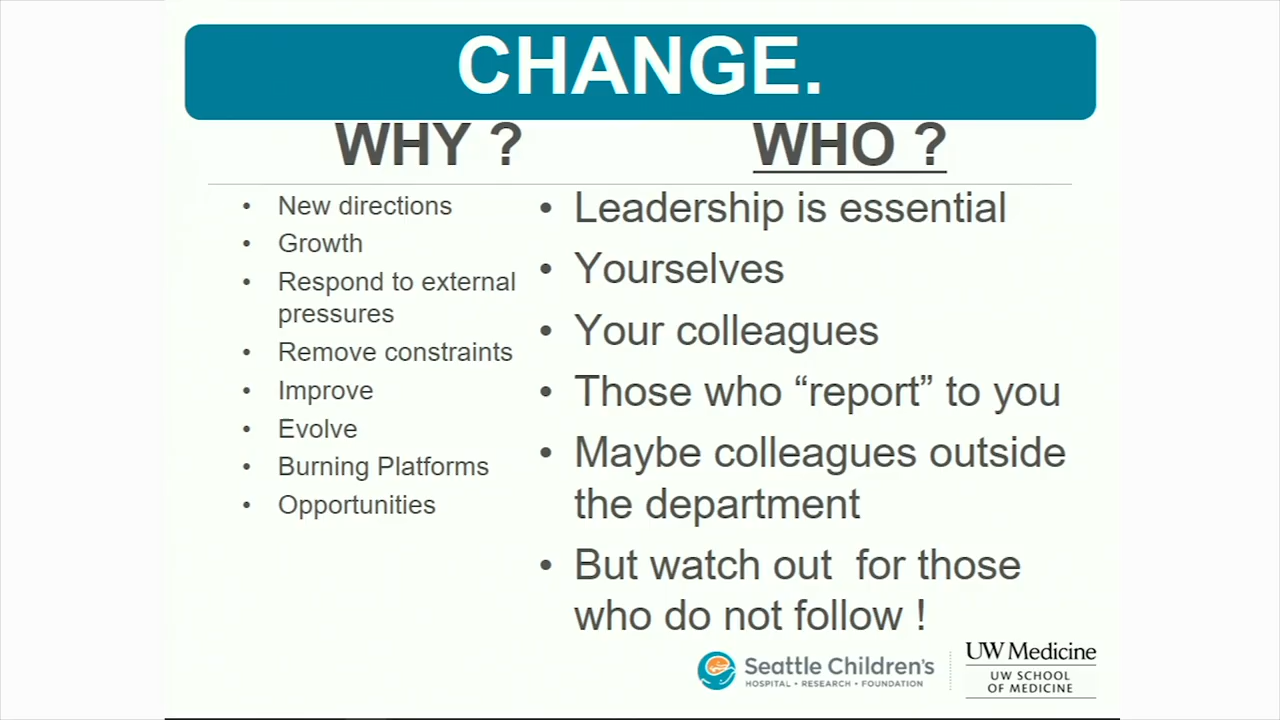 CHANGE.
WHY ?
• New directions
• Growth
• Respond to external
pressures
• Remove constraints
• Improve
• Evolve
• Burning Platforms
• Opportunities
WHO ?
• Leadership is essential
• Yourselves
• Your colleagues
• Those who “report” to you
• Maybe colleagues outside
the department
• But watch out  for those
who do not follow !
Seattle Children's
HOSPITAL • RESEARCH • FOUNDATION
UW Medicine
UW SCHOOL
OF MEDICINE